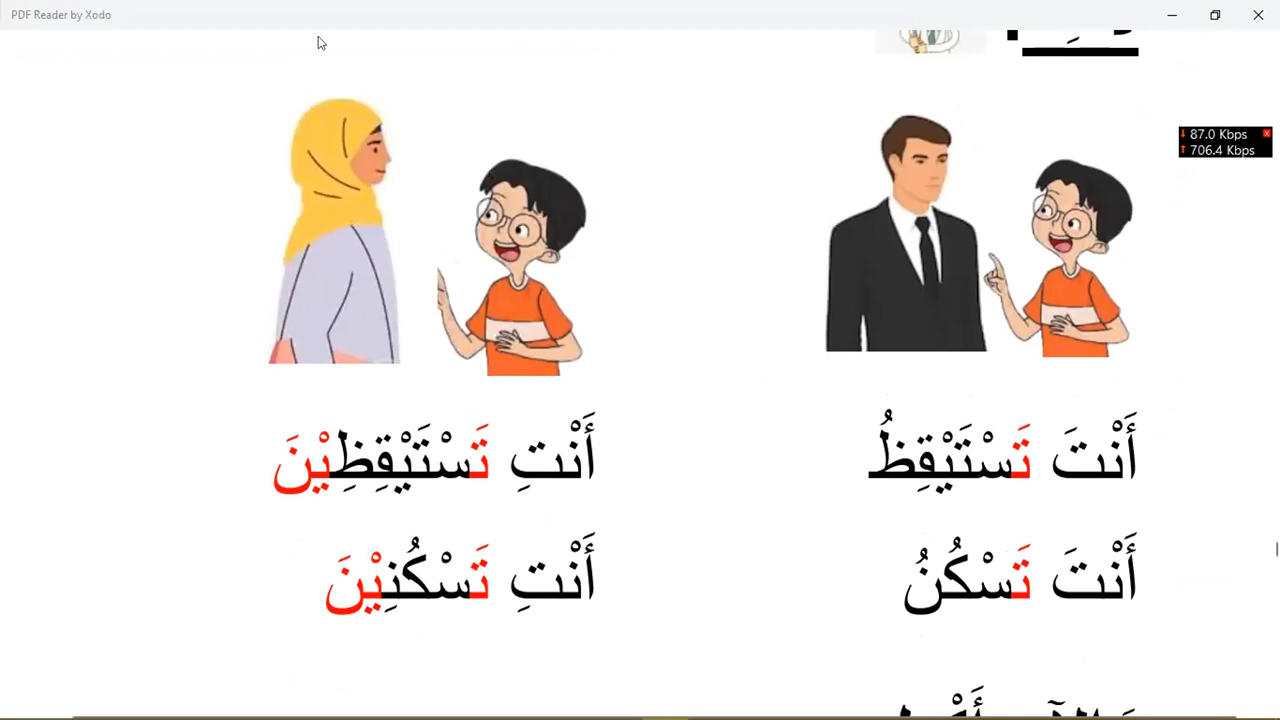 PDF Reader by Xodo
87.0 Kbps
706.4 Kbps
أَنْتَ تَسْتَيْقِظُ
أَنْتِ تَسْتَيْقِظِيْنَ
أَنْتَ تَسْكُنُ
أَنْتِ تَسْكُنِيْنَ